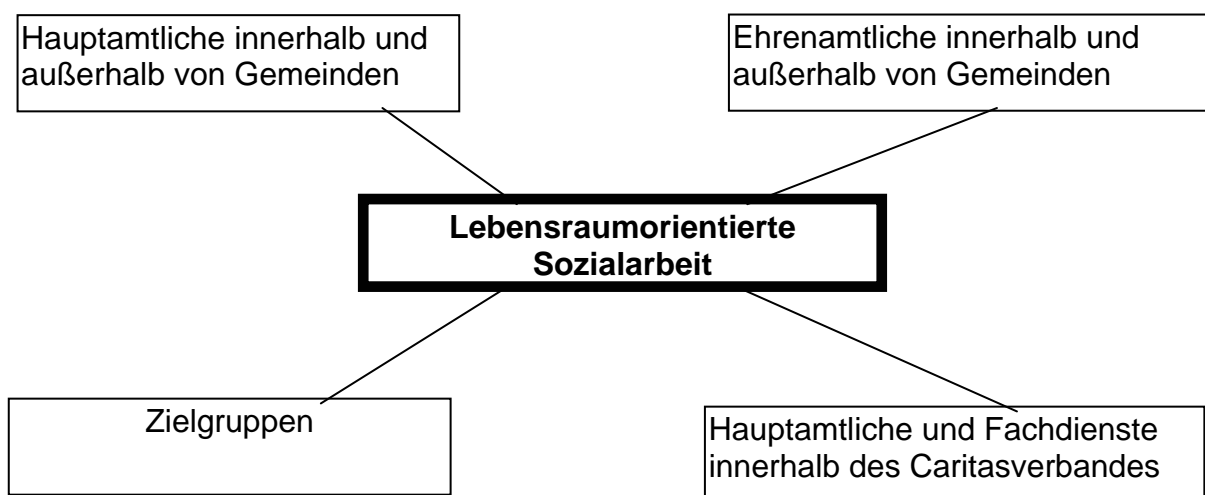 Hauptamtliche innerhalb und
außerhalb von Gemeinden
Ehrenamtliche innerhalb und
außerhalb von Gemeinden
Lebensraumorientierte
Sozialarbeit
Zielgruppen
Hauptamtliche und Fachdienste
innerhalb des Caritasverbandes